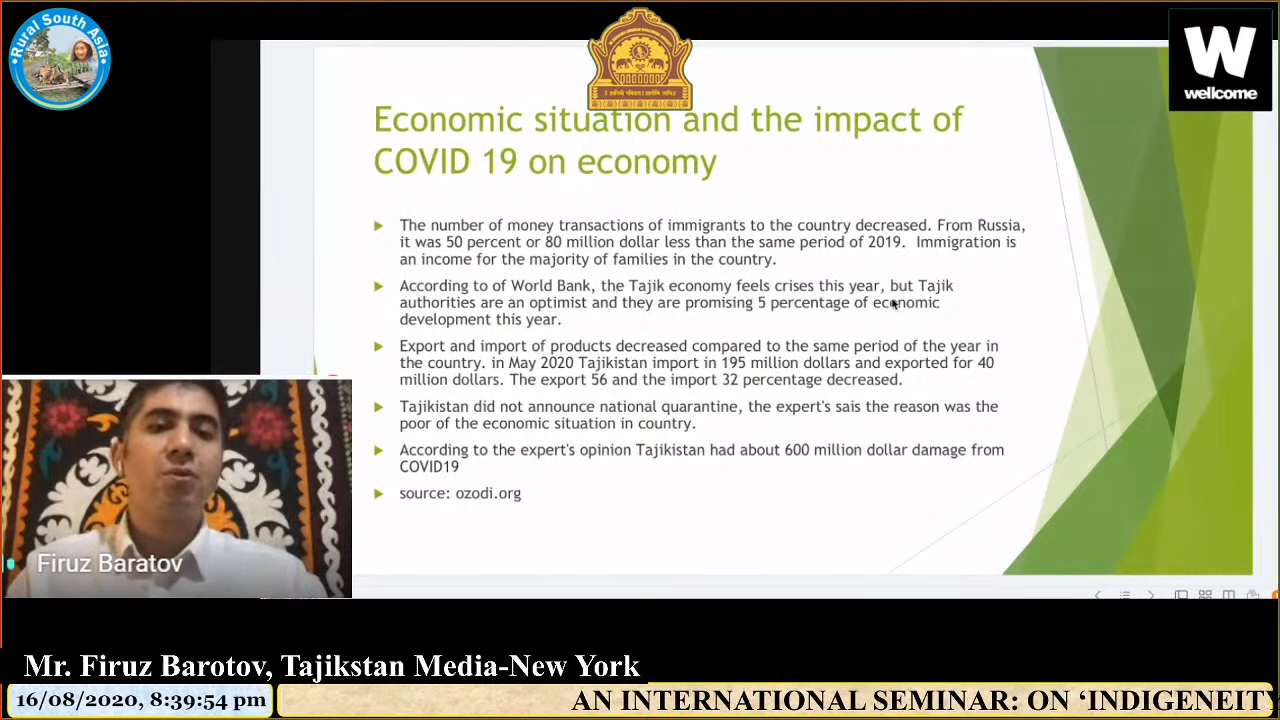 Rural South Asia
W
wellcome
Economic situation and the impact of
COVID 19 on economy
The number of money transactions of immigrants to the country decreased. From Russia,
it was 50 percent or 80 million dollar less than the same period of 2019. Immigration is
an income for the majority of families in the country.
According to of World Bank, the Tajik economy feels crises this year, but Tajik
authorities are an optimist and they are promising 5 percentage of economic
development this year.
Export and import of products decreased compared to the same period of the year in
the country. in May 2020 Tajikistan import in 195 million dollars and exported for 40
million dollars. The export 56 and the import 32 percentage decreased.
Tajikistan did not announce national quarantine, the expert's sais the reason was the
poor of the economic situation in country.
According to the expert's opinion Tajikistan had about 600 million dollar damage from
COVID19
source: ozodi.org
Firuz Baratov
Mr. Firuz Barotov, Tajikstan Media-New York
16/08/2020, 8:39:54 pm
AN INTERNATIONAL SEMINAR: ON ‘INDIGENEITY